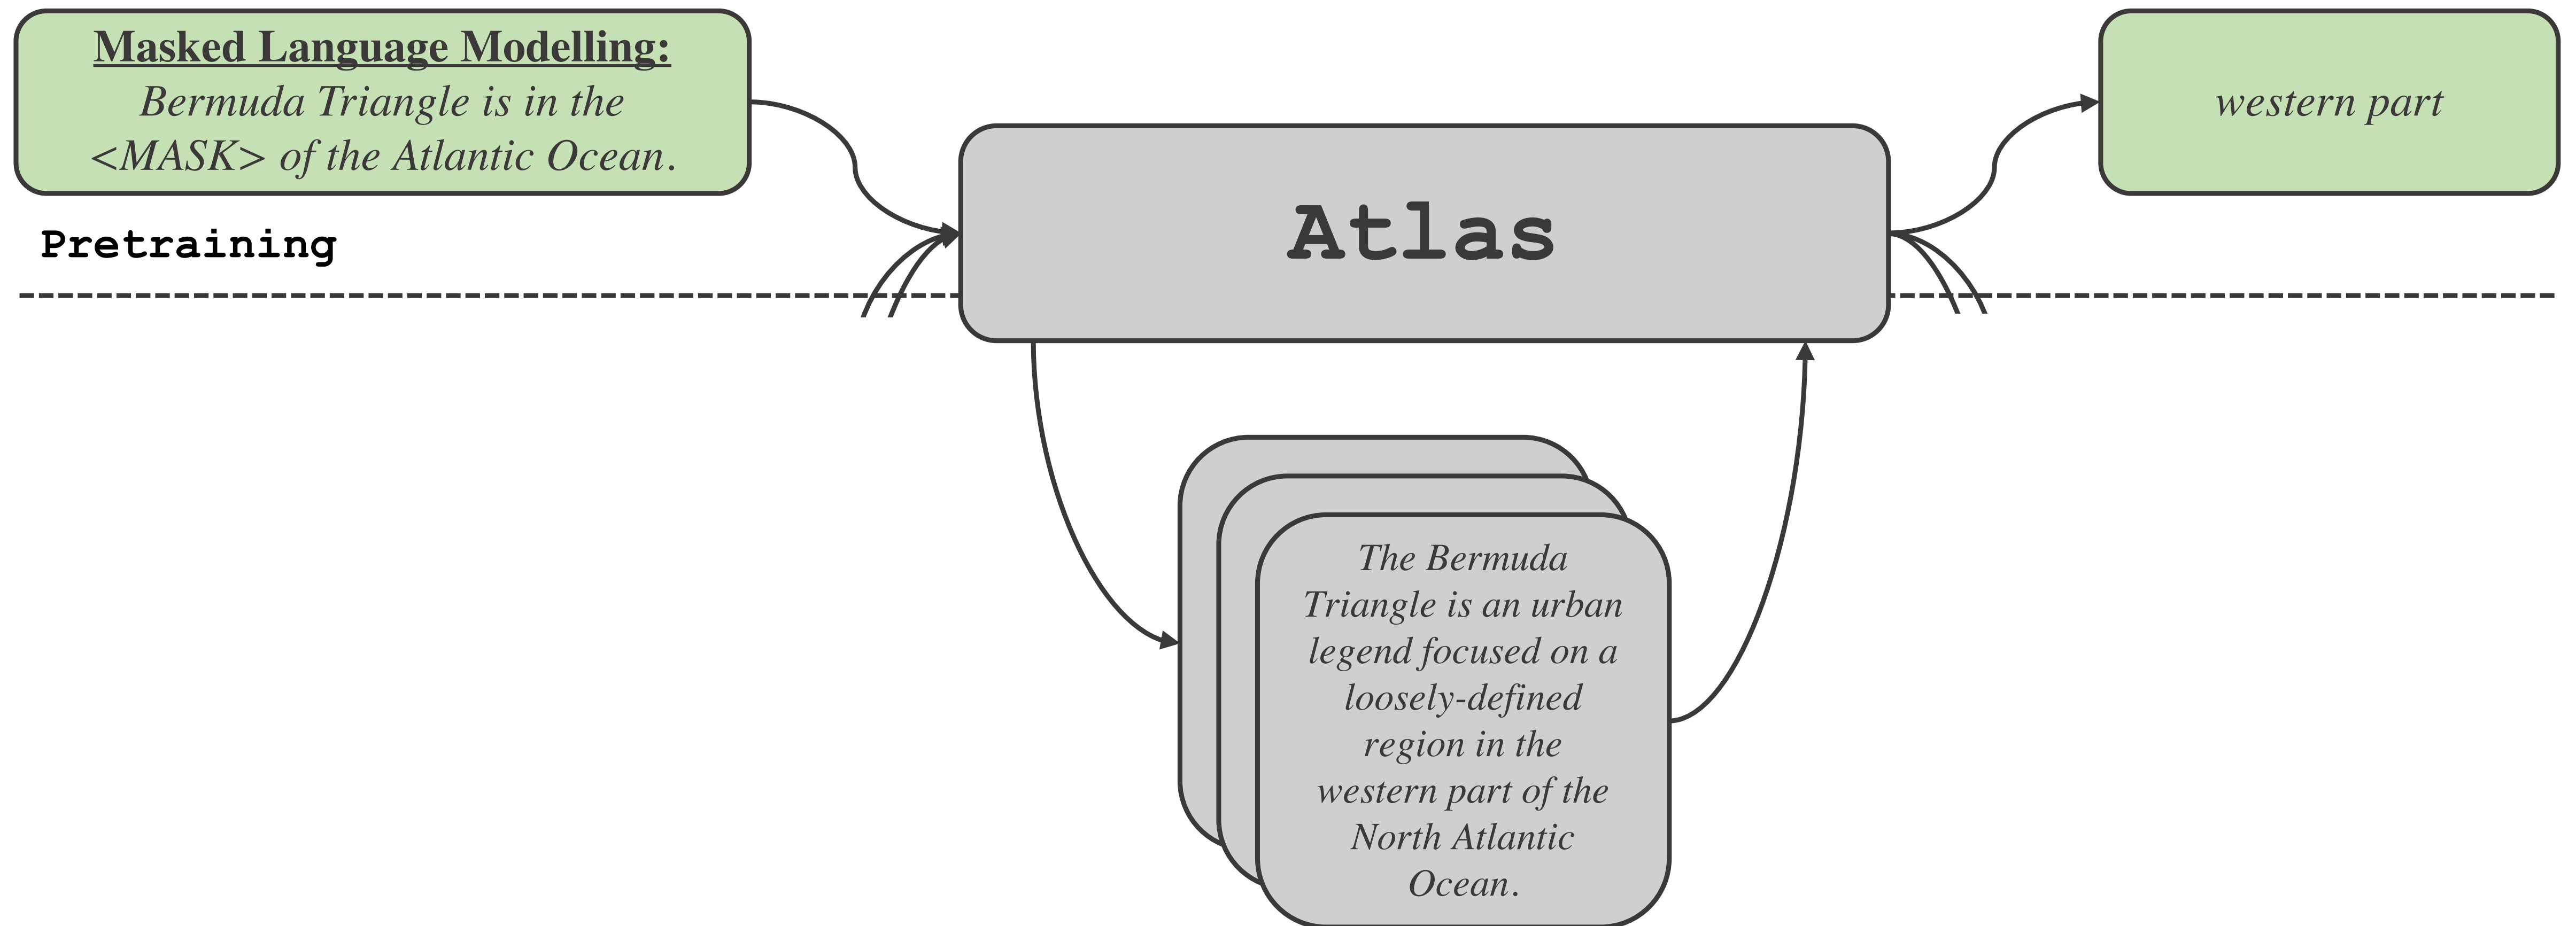 Masked Language Modelling:
Bermuda Triangle is in the
<MASK> of the Atlantic Ocean.
western part
Atlas
Pretraining
The Bermuda
Triangle is an urban
legend focused on a
loosely-defined
region in the
western part of the
North Atlantic
Ocean.